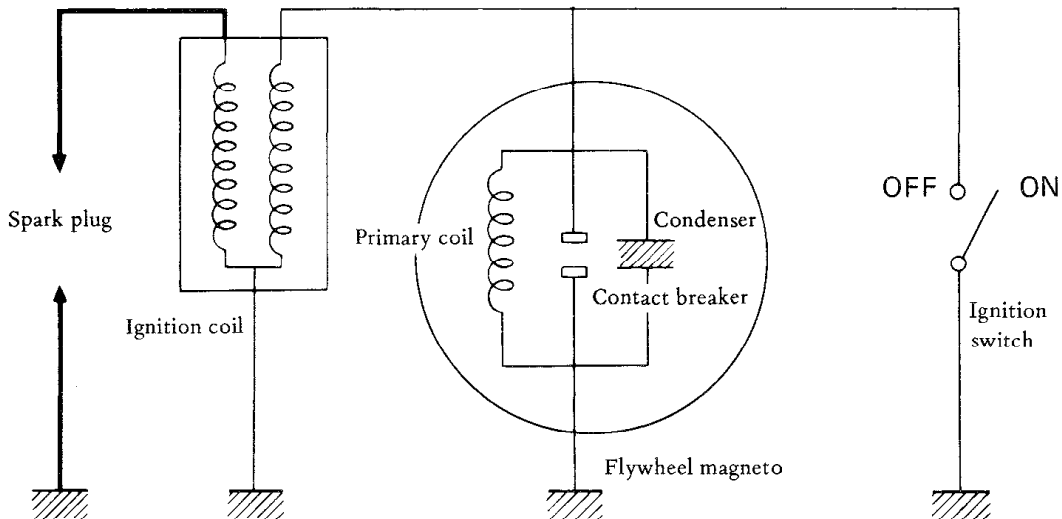 OFF ON
Spark plug
Condenser
Primary coil
Contact breaker
Ignition coil
Ignition
switch
Flywheel magneto